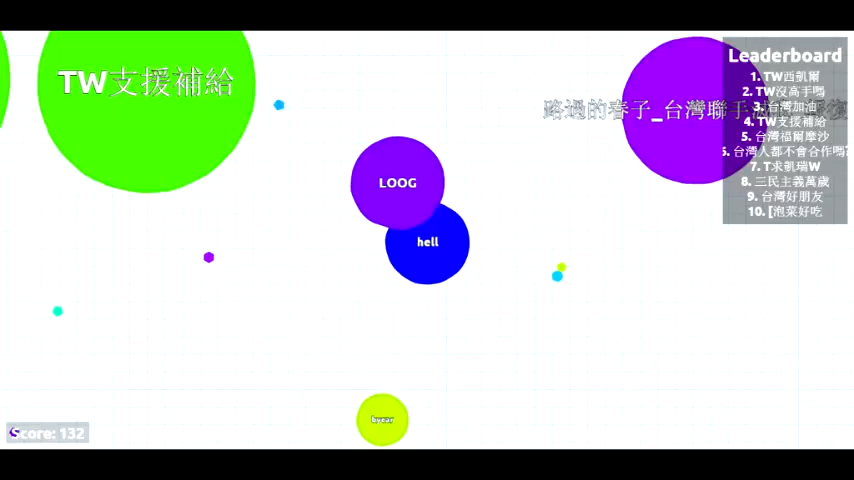 TW支援補給
路過的春子_台灣聯手
LOOG
hell
Score: 132
Leaderboard
1. TW西凱爾
2. TW沒高手嗎
3. 台灣加油
4. TW支援補給
5. 台灣福爾摩沙
6. 台灣人都不會合作嗎?
7. T求凱瑞W
8. 三民主義萬歲
9. 台灣好朋友
10. [泡菜好吃